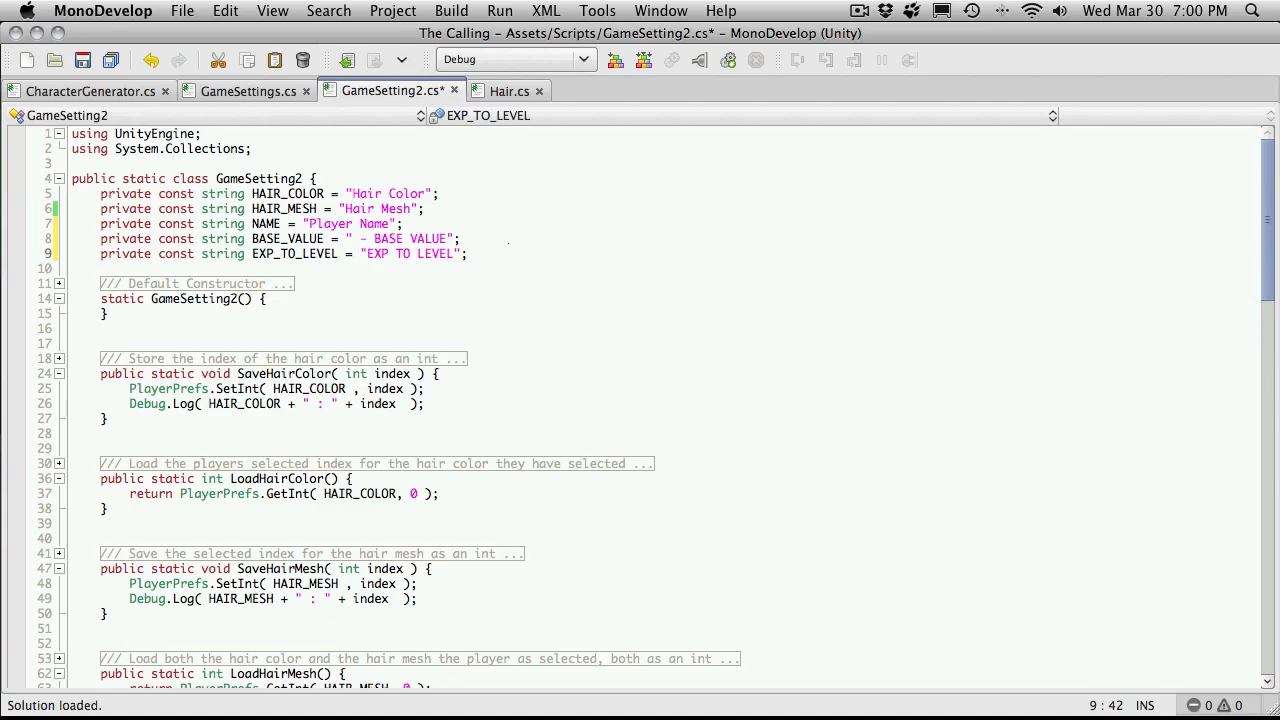 MonoDevelop File Edit View Search Project Build Run XML Tools Window Help Wed Mar 30 7:00 PM
The Calling - Assets/Scripts/GameSetting2.cs* - MonoDevelop (Unity)
Debug
CharacterGenerator.cs GameSettings.cs GameSetting2.cs* Hair.cs
GameSetting2 EXP_TO_LEVEL
1 using UnityEngine;
2 using System.Collections;
3
4 public static class GameSetting2 {
5 private const string HAIR_COLOR = "Hair Color";
6 private const string HAIR_MESH = "Hair Mesh";
7 private const string NAME = "Player Name";
8 private const string BASE_VALUE = " - BASE VALUE";
9 private const string EXP_TO_LEVEL = "EXP TO LEVEL";
10
11 /// Default Constructor ...
14 static GameSetting2() {
15 }
16
17
18 /// Store the index of the hair color as an int ...
24 public static void SaveHairColor( int index ) {
25 PlayerPrefs.SetInt( HAIR_COLOR , index );
26 Debug.Log( HAIR_COLOR + " : " + index  );
27 }
28
29
30 /// Load the players selected index for the hair color they have selected ...
36 public static int LoadHairColor() {
37 return PlayerPrefs.GetInt( HAIR_COLOR, 0 );
38 }
39
40
41 /// Save the selected index for the hair mesh as an int ...
47 public static void SaveHairMesh( int index ) {
48 PlayerPrefs.SetInt( HAIR_MESH , index );
49 Debug.Log( HAIR_MESH + " : " + index  );
50 }
51
52
53 /// Load both the hair color and the hair mesh the player as selected, both as an int ...
62 public static int LoadHairMesh() {
63 return PlayerPrefs.GetInt( HAIR_MESH, 0 );
Solution loaded. 9 : 42 INS 0 0